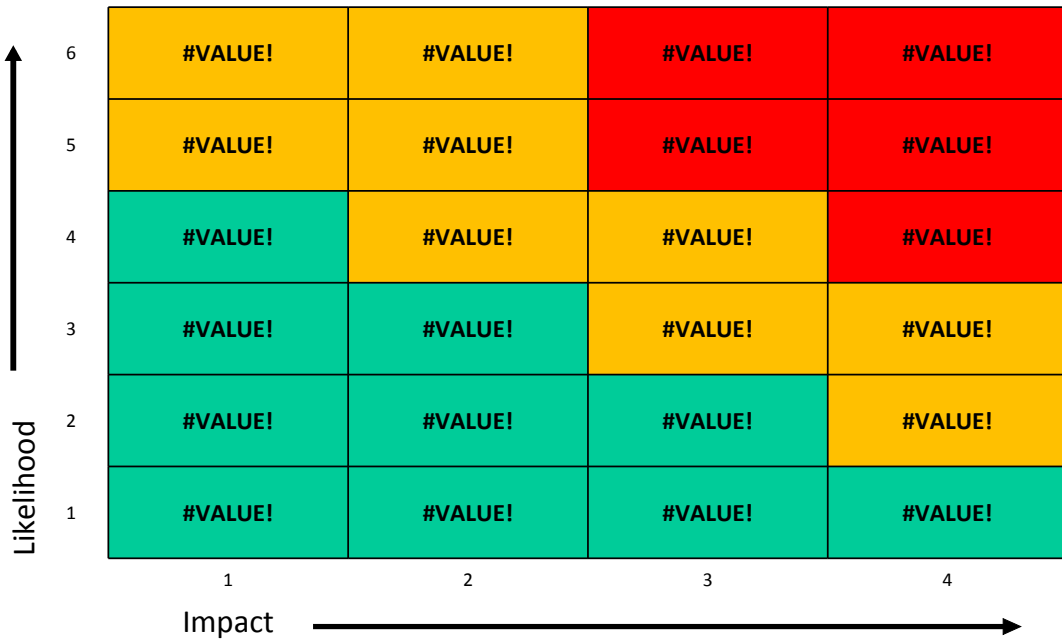 6 #VALUE! #VALUE! #VALUE! #VALUE!
5 #VALUE! #VALUE! #VALUE! #VALUE!
4 #VALUE! #VALUE! #VALUE! #VALUE!
3 #VALUE! #VALUE! #VALUE! #VALUE!
2 #VALUE! #VALUE! #VALUE! #VALUE!
1 #VALUE! #VALUE! #VALUE! #VALUE!
Likelihood
1 2 3 4
Impact